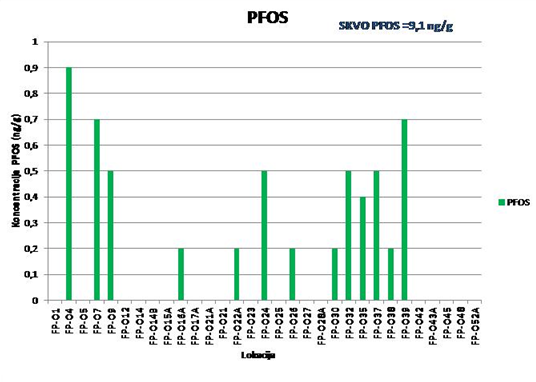 PFOS
SKVO PFOS =9,1 ng/g
Koncentracija PFOS (ng/g)
1
0,9
0,8
0,7
0,6
0,5
0,4
0,3
0,2
0,1
0
FP-O1
FP-O4
FP-O5
FP-O7
FP-O9
FP-O12
FP-O14
FP-O14B
FP-O15A
FP-O16A
FP-O17A
FP-O21A
FP-O21
FP-O22A
FP-O23
FP-O24
FP-O25
FP-O26
FP-O27
FP-O28A
FP-O30
FP-O32
FP-O35
FP-O37
FP-O38
FP-O39
FP-O42
FP-O43A
FP-O45
FP-O48
FP-O52A
Lokacija
PFOS